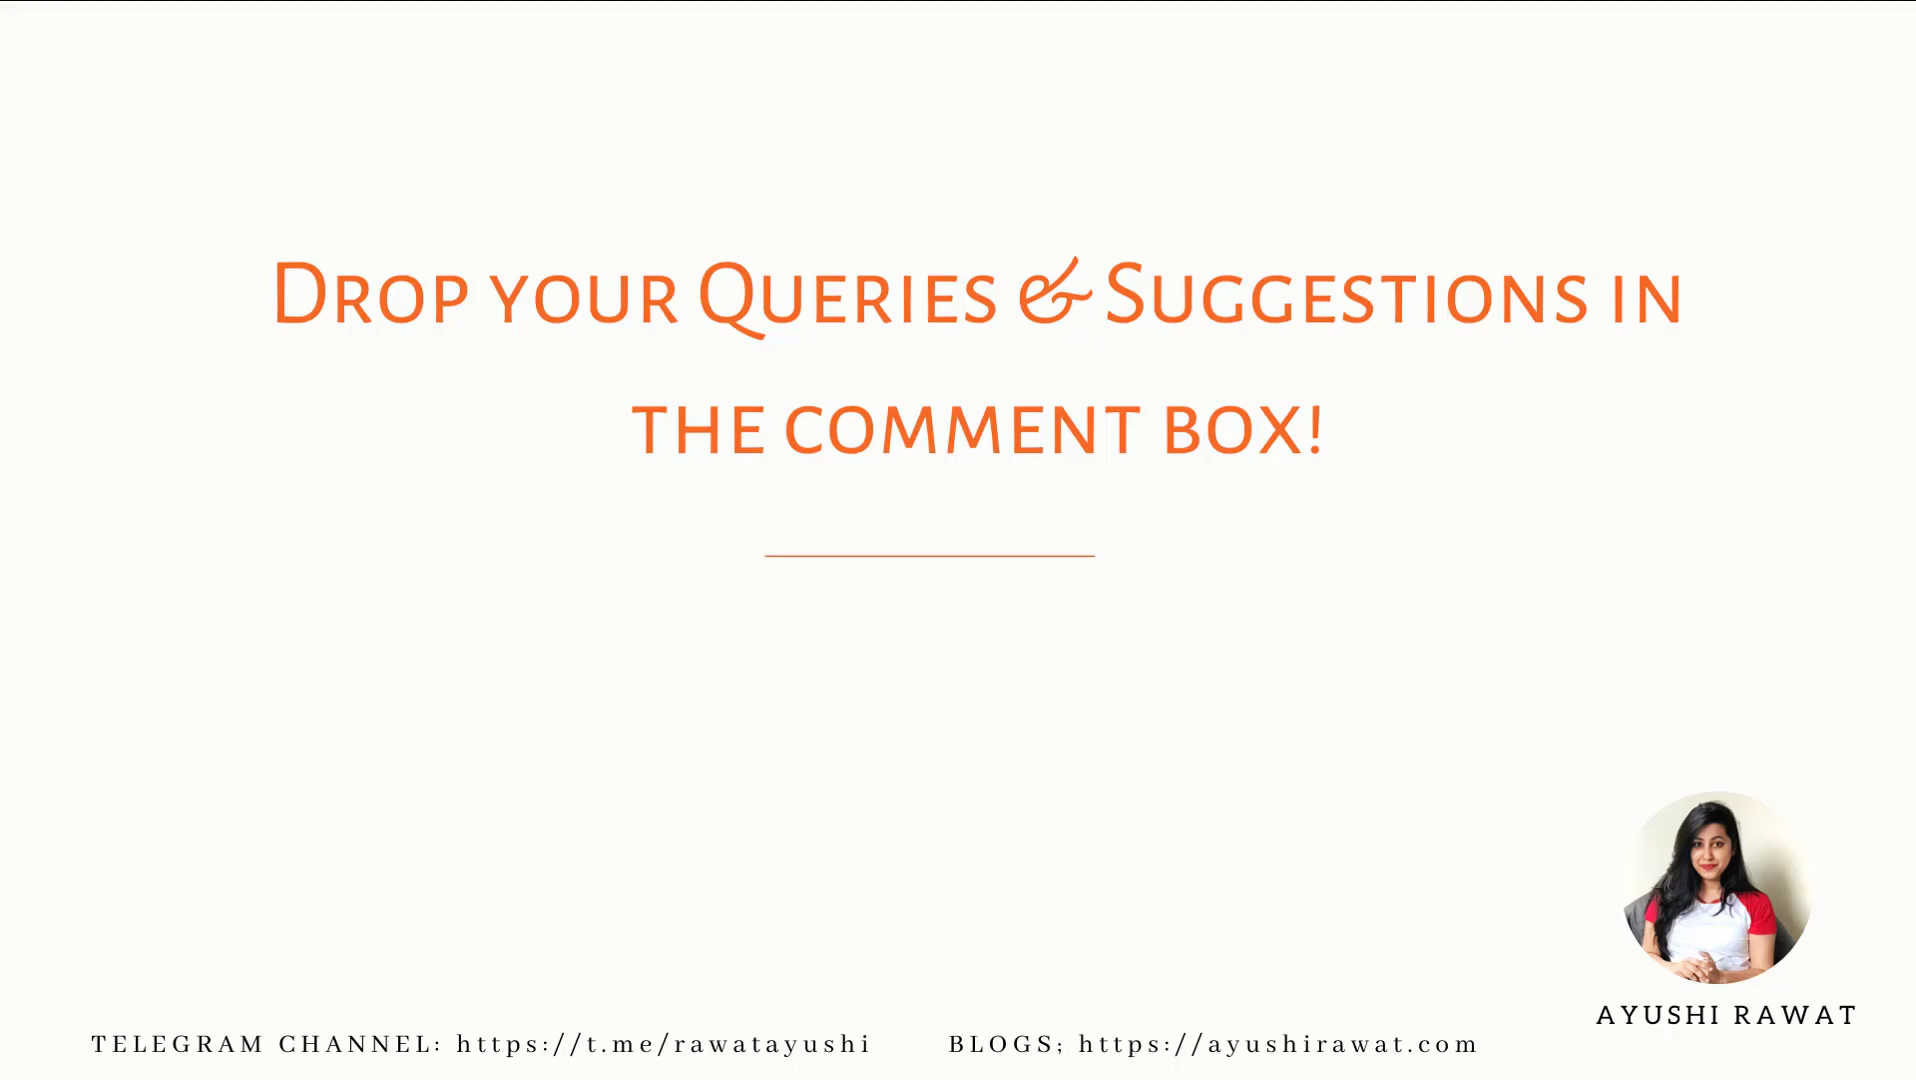 Drop your Queries & Suggestions in
the comment box!
AYUSHI RAWAT
TELEGRAM CHANNEL: https://t.me/rawatayushi
BLOGS; https://ayushirawat.com